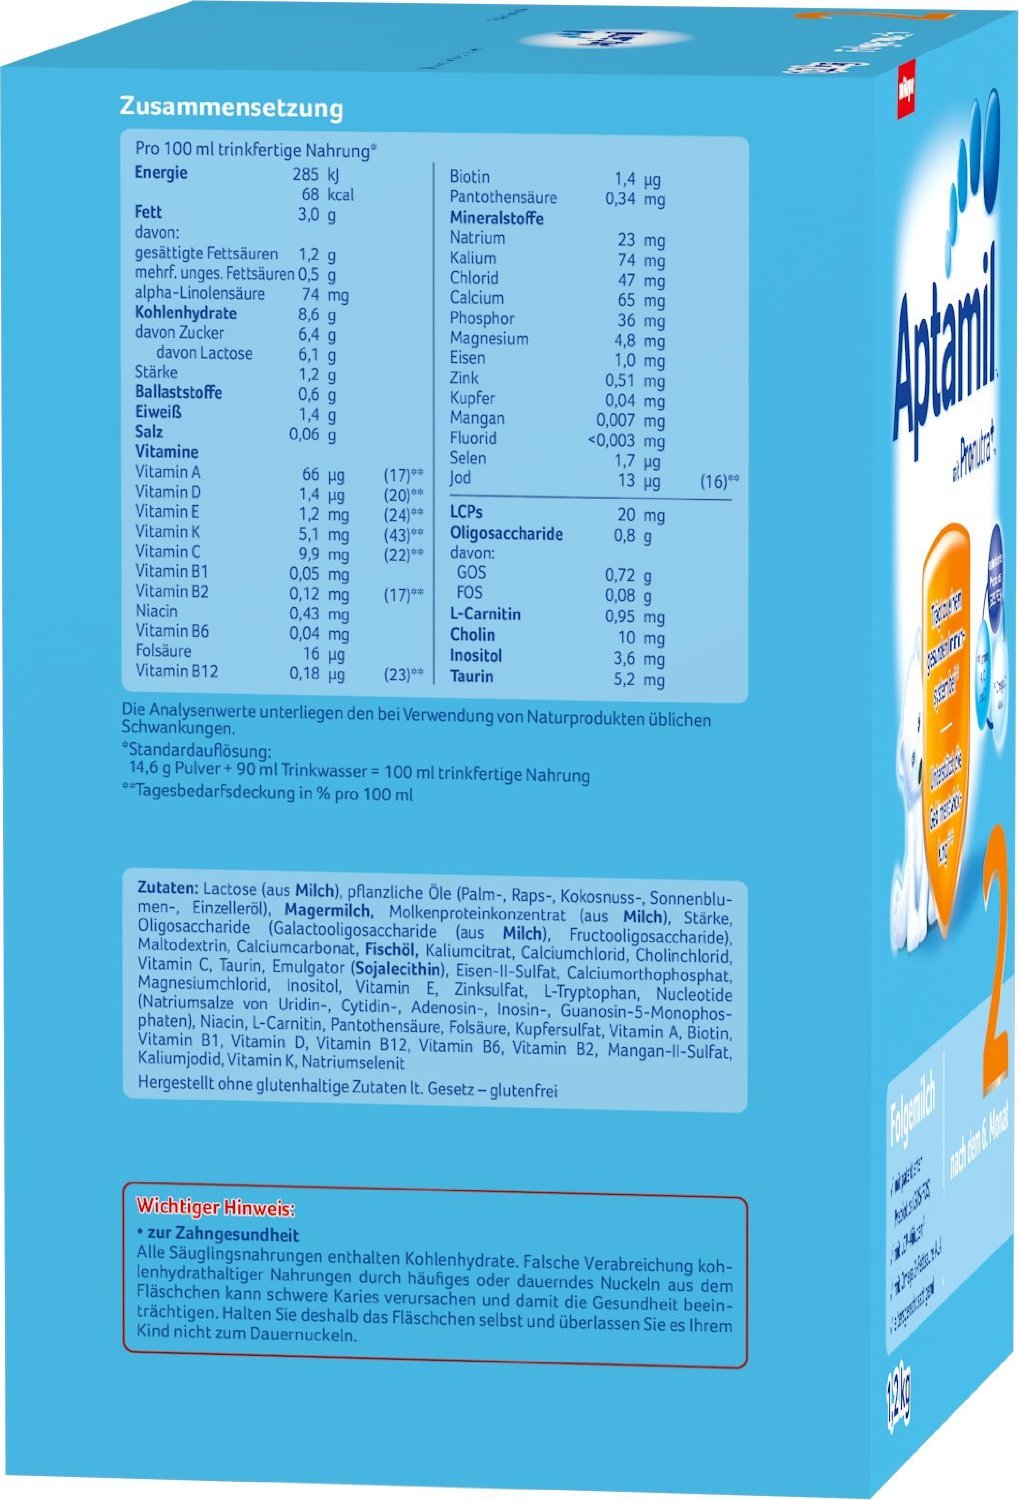 Zusammensetzung
Pro 100 ml trinkfertige Nahrung*
Energie 285 kJ
68 kcal
Fett 3,0 g
davon:
gesättigte Fettsäuren 1,2 g
mehrf. unges. Fettsäuren 0,5 g
alpha-Linolensäure 74 mg
Kohlenhydrate 8,6 g
davon Zucker 6,4 g
davon Lactose 6,1 g
Stärke 1,2 g
Ballaststoffe 0,6 g
Eiweiß 1,4 g
Salz 0,06 g
Vitamine
Vitamin A 66 µg (17)**
Vitamin D 1,4 µg (20)**
Vitamin E 1,2 mg (24)**
Vitamin K 5,1 mg (43)**
Vitamin C 9,9 mg (22)**
Vitamin B1 0,05 mg
Vitamin B2 0,12 mg (17)**
Niacin 0,43 mg
Vitamin B6 0,04 mg
Folsäure 16 µg
Vitamin B12 0,18 µg (23)**
Biotin 1,4 µg
Pantothensäure 0,34 mg
Mineralstoffe
Natrium 23 mg
Kalium 74 mg
Chlorid 47 mg
Calcium 65 mg
Phosphor 36 mg
Magnesium 4,8 mg
Eisen 1,0 mg
Zink 0,51 mg
Kupfer 0,04 mg
Mangan 0,007 mg
Fluorid <0,003 mg
Selen 1,7 µg
Jod 13 µg (16)**
LCPs 20 mg
Oligosaccharide 0,8 g
davon:
GOS 0,72 g
FOS 0,08 g
L-Carnitin 0,95 mg
Cholin 10 mg
Inositol 3,6 mg
Taurin 5,2 mg
Die Analysenwerte unterliegen den bei Verwendung von Naturprodukten üblichen
Schwankungen.
*Standardauflösung:
14,6 g Pulver + 90 ml Trinkwasser = 100 ml trinkfertige Nahrung
**Tagesbedarfsdeckung in % pro 100 ml
Zutaten: Lactose (aus Milch), pflanzliche Öle (Palm-, Raps-, Kokosnuss-, Sonnenblu-
men-, Einzelleröl), Magermilch, Molkenproteinkonzentrat (aus Milch), Stärke,
Oligosaccharide (Galactooligosaccharide (aus Milch), Fructooligosaccharide),
Maltodextrin, Calciumcarbonat, Fischöl, Kaliumcitrat, Calciumchlorid, Cholinchlorid,
Vitamin C, Taurin, Emulgator (Sojalecithin), Eisen-II-Sulfat, Calciumorthophosphat,
Magnesiumchlorid, Inositol, Vitamin E, Zinksulfat, L-Tryptophan, Nucleotide
(Natriumsalze von Uridin-, Cytidin-, Adenosin-, Inosin-, Guanosin-5-Monophos-
phaten), Niacin, L-Carnitin, Pantothensäure, Folsäure, Kupfersulfat, Vitamin A, Biotin,
Vitamin B1, Vitamin D, Vitamin B12, Vitamin B6, Vitamin B2, Mangan-II-Sulfat,
Kaliumjodid, Vitamin K, Natriumselenit
Hergestellt ohne glutenhaltige Zutaten lt. Gesetz – glutenfrei
Wichtiger Hinweis:
• zur Zahngesundheit
Alle Säuglingsnahrungen enthalten Kohlenhydrate. Falsche Verabreichung koh-
lenhydrathaltiger Nahrungen durch häufiges oder dauerndes Nuckeln aus dem
Fläschchen kann schwere Karies verursachen und damit die Gesundheit beein-
trächtigen. Halten Sie deshalb das Fläschchen selbst und überlassen Sie es Ihrem
Kind nicht zum Dauernuckeln.
2
milupa
Aptamil
mit Pronutra+
2
Folgemilch
nach dem 6. Monat
1,2 kg